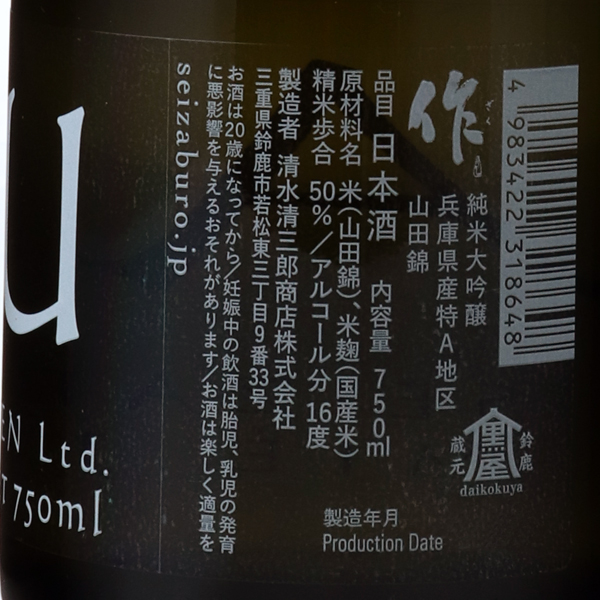 4 983422 318648
作
ざく
純米大吟醸
兵庫県産特A地区
山田錦
品目 日本酒 内容量 750ml
原材料名 米(山田錦)、米麹(国産米)
精米歩合 50%/アルコール分 16度
製造者 清水清三郎商店株式会社
三重県鈴鹿市若松東三丁目9番33号
お酒は20歳になってから/妊娠中の飲酒は胎児、乳児の発育
に悪影響を与えるおそれがあります/お酒は楽しく適量を
seizaburo.jp
鈴鹿
蔵元
黒屋
daikokuya
製造年月
Production Date
u
EN Ltd.
T 750ml